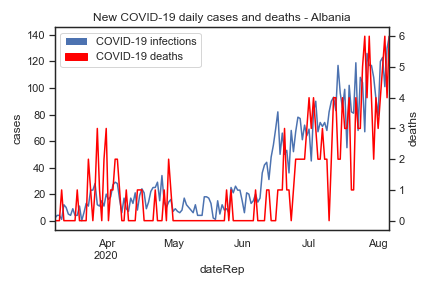 New COVID-19 daily cases and deaths - Albania
COVID-19 infections
COVID-19 deaths
140
120
100
80
60
40
20
0
cases
6
5
4
3
2
1
0
deaths
Apr
2020
May
Jun
Jul
Aug
dateRep